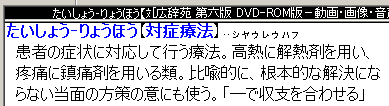 たいしょう‐りょうほう【対広辞苑 第六版 DVD-ROM版－動画・画像・音
たいしょう‐りょうほう【対症療法】‥シヤウレウハフ
患者の症状に対応して行う療法。高熱に解熱剤を用い、
疼痛に鎮痛剤を用いる類。比喩的に、根本的な解決にな
らない当面の方策の意にも使う。「一で収支を合わせる」